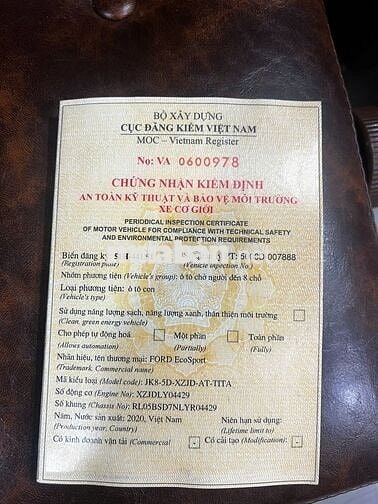 BỘ XÂY DỰNG
CỤC ĐĂNG KIỂM VIỆT NAM
MOC – Vietnam Register
No: VA 0600978
CHỨNG NHẬN KIỂM ĐỊNH
AN TOÀN KỸ THUẬT VÀ BẢO VỆ MÔI TRƯỜNG
XE CƠ GIỚI
PERIODICAL INSPECTION CERTIFICATE
OF MOTOR VEHICLE FOR COMPLIANCE WITH TECHNICAL SAFETY
AND ENVIRONMENTAL PROTECTION REQUIREMENTS
Biển đăng ký
007888
(Registration plate) (Vehicle inspection No.)
Nhóm phương tiện (Vehicle's group): ô tô chở người đến 8 chỗ
Loại phương tiện: ô tô con
(Vehicle's type)
Sử dụng năng lượng sạch, năng lượng xanh, thân thiện môi trường
(Clean, green energy vehicle)
Cho phép tự động hoá Một phần Toàn phần
(Allows automation) (Partially) (Fully)
Nhãn hiệu, tên thương mại: FORD EcoSport
(Trademark, Commercial name)
Mã kiểu loại (Model code): JK8-5D-XZJD-AT-TITA
Số động cơ (Engine No): XZJDLY04429
Số khung (Chassis No): RL05BSD7NLYR04429
Năm, Nước sản xuất: 2020, Việt Nam Niên hạn sử dụng:
(Production year, Country) (Lifetime limit to)
Có kinh doanh vận tải (Commercial - Có cải tạo (Modification): -